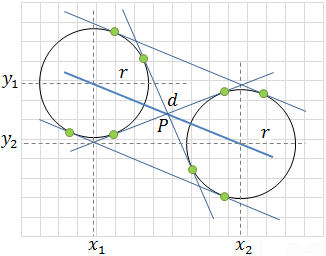 y₁
r
d
P
y₂
r
x₁
x₂